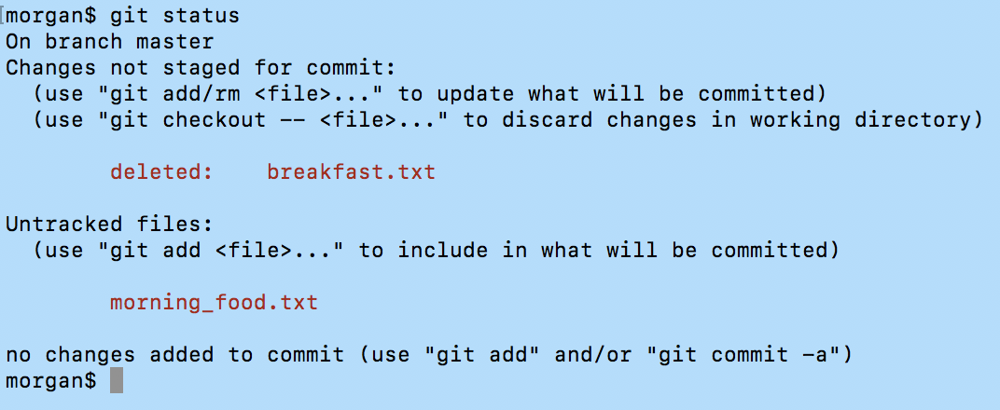 morgan$ git status
On branch master
Changes not staged for commit:
  (use "git add/rm <file>..." to update what will be committed)
  (use "git checkout -- <file>..." to discard changes in working directory)

        deleted:    breakfast.txt

Untracked files:
  (use "git add <file>..." to include in what will be committed)

        morning_food.txt

no changes added to commit (use "git add" and/or "git commit -a")
morgan$